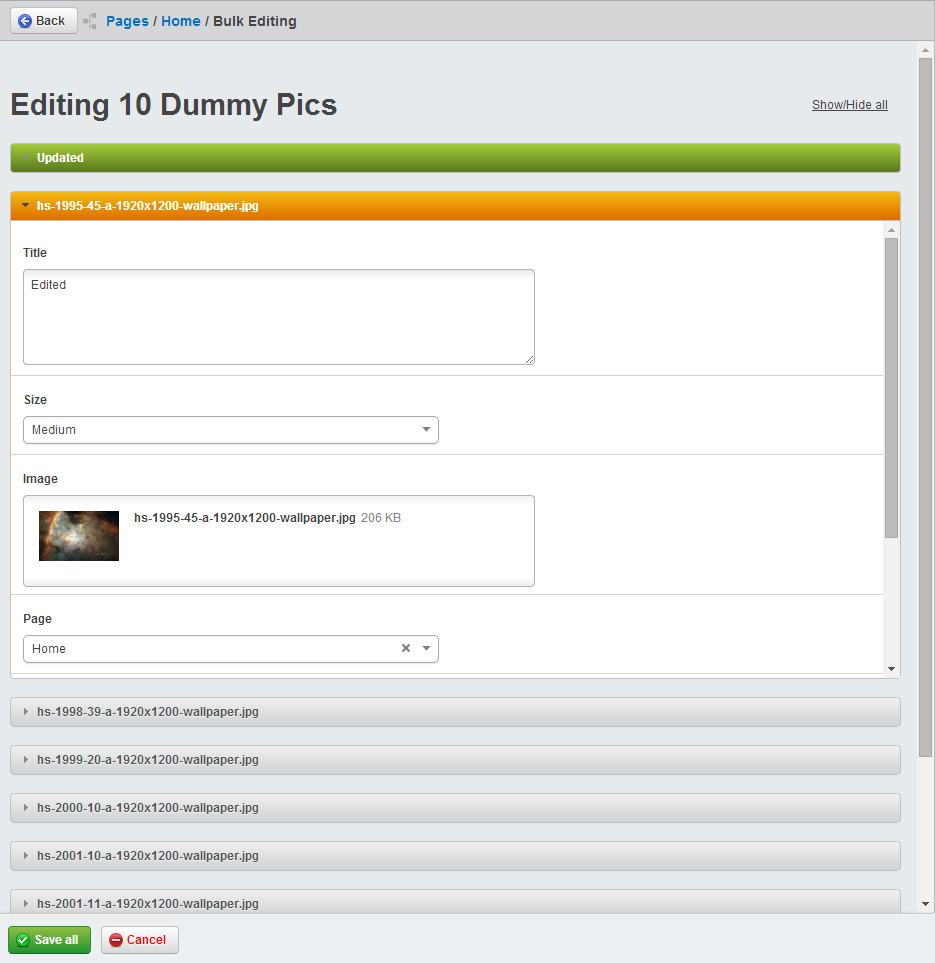 Back Pages / Home / Bulk Editing
Editing 10 Dummy Pics
Show/Hide all
Updated
hs-1995-45-a-1920x1200-wallpaper.jpg
Title
Edited
Size
Medium
Image
hs-1995-45-a-1920x1200-wallpaper.jpg 206 KB
Page
Home
hs-1998-39-a-1920x1200-wallpaper.jpg
hs-1999-20-a-1920x1200-wallpaper.jpg
hs-2000-10-a-1920x1200-wallpaper.jpg
hs-2001-10-a-1920x1200-wallpaper.jpg
hs-2001-11-a-1920x1200-wallpaper.jpg
Save all Cancel